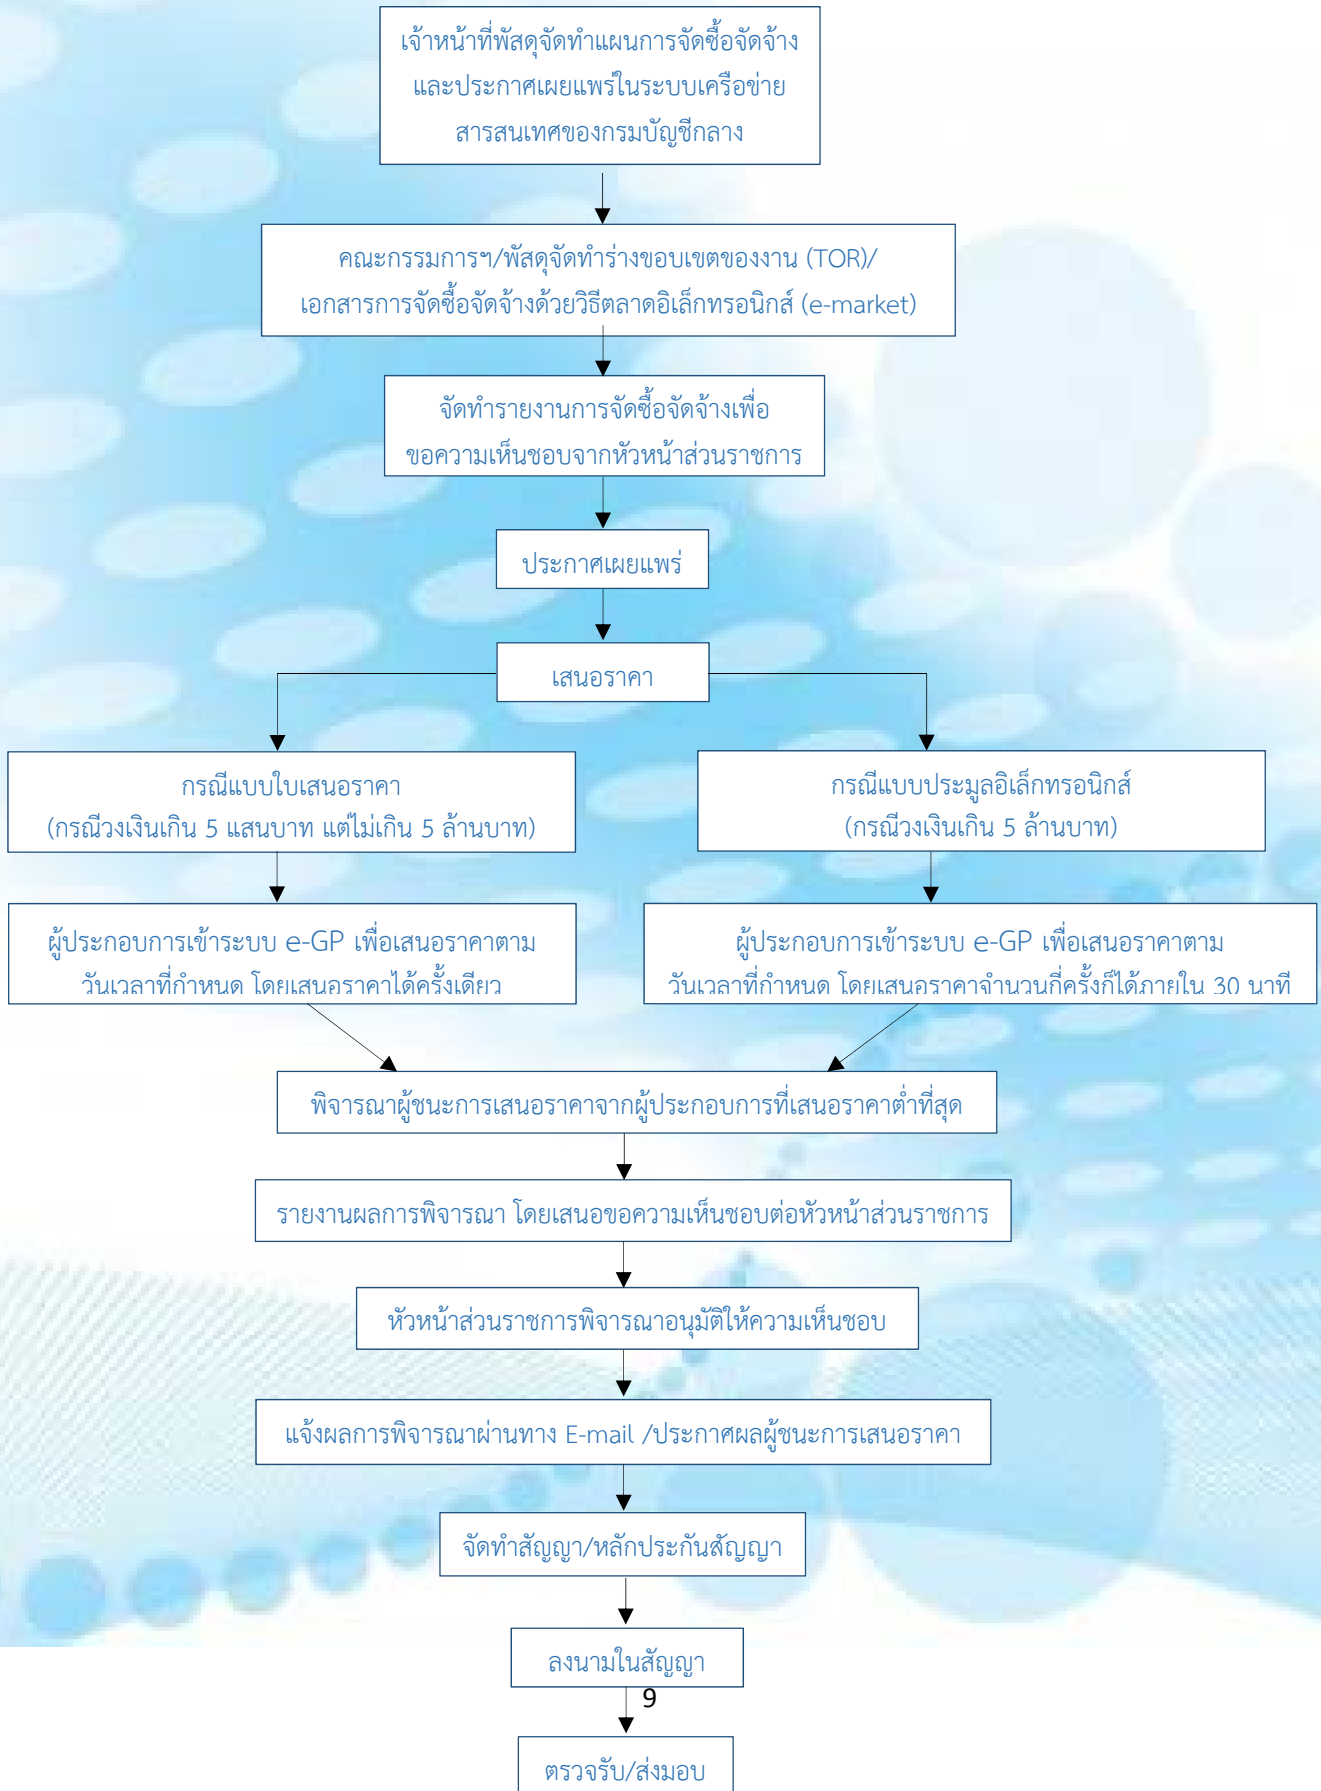 เจ้าหน้าที่พัสดุจัดทำแผนการจัดซื้อจัดจ้าง
และประกาศเผยแพร่ในระบบเครือข่าย
สารสนเทศของกรมบัญชีกลาง
คณะกรรมการฯ/พัสดุจัดทำร่างขอบเขตของงาน (TOR)/
เอกสารการจัดซื้อจัดจ้างด้วยวิธีตลาดอิเล็กทรอนิกส์ (e-market)
จัดทำรายงานการจัดซื้อจัดจ้างเพื่อ
ขอความเห็นชอบจากหัวหน้าส่วนราชการ
ประกาศเผยแพร่
เสนอราคา
กรณีแบบใบเสนอราคา
(กรณีวงเงินเกิน 5 แสนบาท แต่ไม่เกิน 5 ล้านบาท)
กรณีแบบประมูลอิเล็กทรอนิกส์
(กรณีวงเงินเกิน 5 ล้านบาท)
ผู้ประกอบการเข้าระบบ e-GP เพื่อเสนอราคาตาม
วันเวลาที่กำหนด โดยเสนอราคาได้ครั้งเดียว
ผู้ประกอบการเข้าระบบ e-GP เพื่อเสนอราคาตาม
วันเวลาที่กำหนด โดยเสนอราคาจำนวนกี่ครั้งก็ได้ภายใน 30 นาที
พิจารณาผู้ชนะการเสนอราคาจากผู้ประกอบการที่เสนอราคาต่ำที่สุด
รายงานผลการพิจารณา โดยเสนอขอความเห็นชอบต่อหัวหน้าส่วนราชการ
หัวหน้าส่วนราชการพิจารณาอนุมัติให้ความเห็นชอบ
แจ้งผลการพิจารณาผ่านทาง E-mail /ประกาศผลผู้ชนะการเสนอราคา
จัดทำสัญญา/หลักประกันสัญญา
ลงนามในสัญญา
9
ตรวจรับ/ส่งมอบ